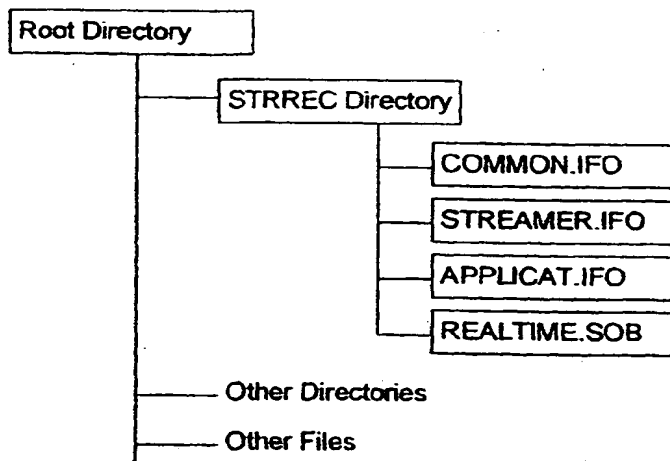 Root Directory
STRREC Directory
COMMON.IFO
STREAMER.IFO
APPLICAT.IFO
REALTIME.SOB
Other Directories
Other Files